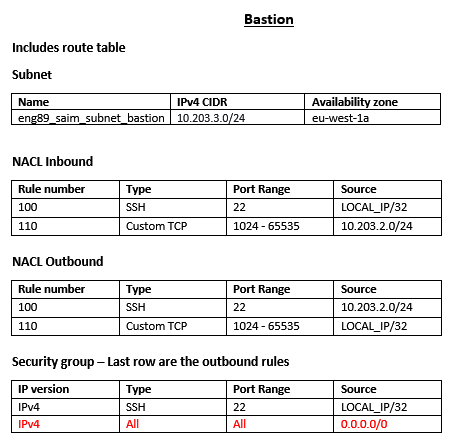 Bastion
Includes route table
Subnet
Name IPv4 CIDR Availability zone
eng89_saim_subnet_bastion 10.203.3.0/24 eu-west-1a
NACL Inbound
Rule number Type Port Range Source
100 SSH 22 LOCAL_IP/32
110 Custom TCP 1024 - 65535 10.203.2.0/24
NACL Outbound
Rule number Type Port Range Source
100 SSH 22 10.203.2.0/24
110 Custom TCP 1024 - 65535 LOCAL_IP/32
Security group – Last row are the outbound rules
IP version Type Port Range Source
IPv4 SSH 22 LOCAL_IP/32
IPv4 All All 0.0.0.0/0